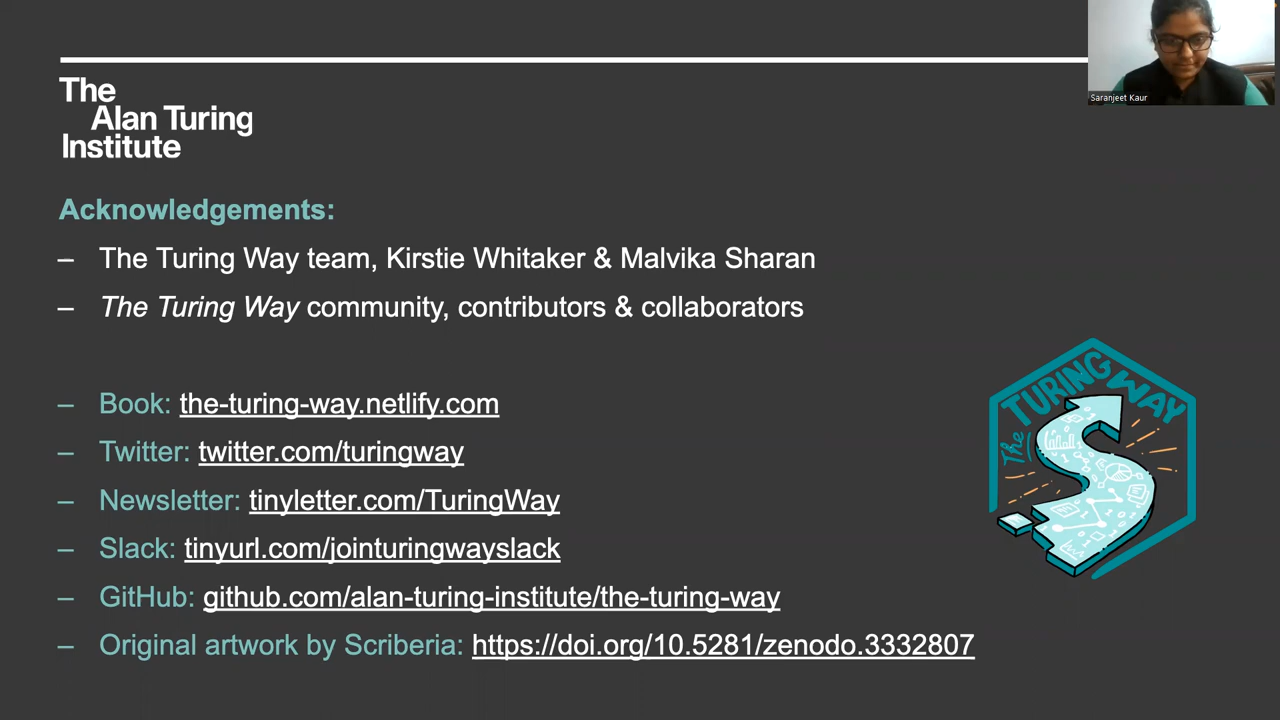 The
Alan Turing
Institute
Saranjeet Kaur
Acknowledgements:
– The Turing Way team, Kirstie Whitaker & Malvika Sharan
– The Turing Way community, contributors & collaborators
– Book: the-turing-way.netlify.com
– Twitter: twitter.com/turingway
– Newsletter: tinyletter.com/TuringWay
– Slack: tinyurl.com/jointuringwayslack
– GitHub: github.com/alan-turing-institute/the-turing-way
– Original artwork by Scriberia: https://doi.org/10.5281/zenodo.3332807
The TURING WAY